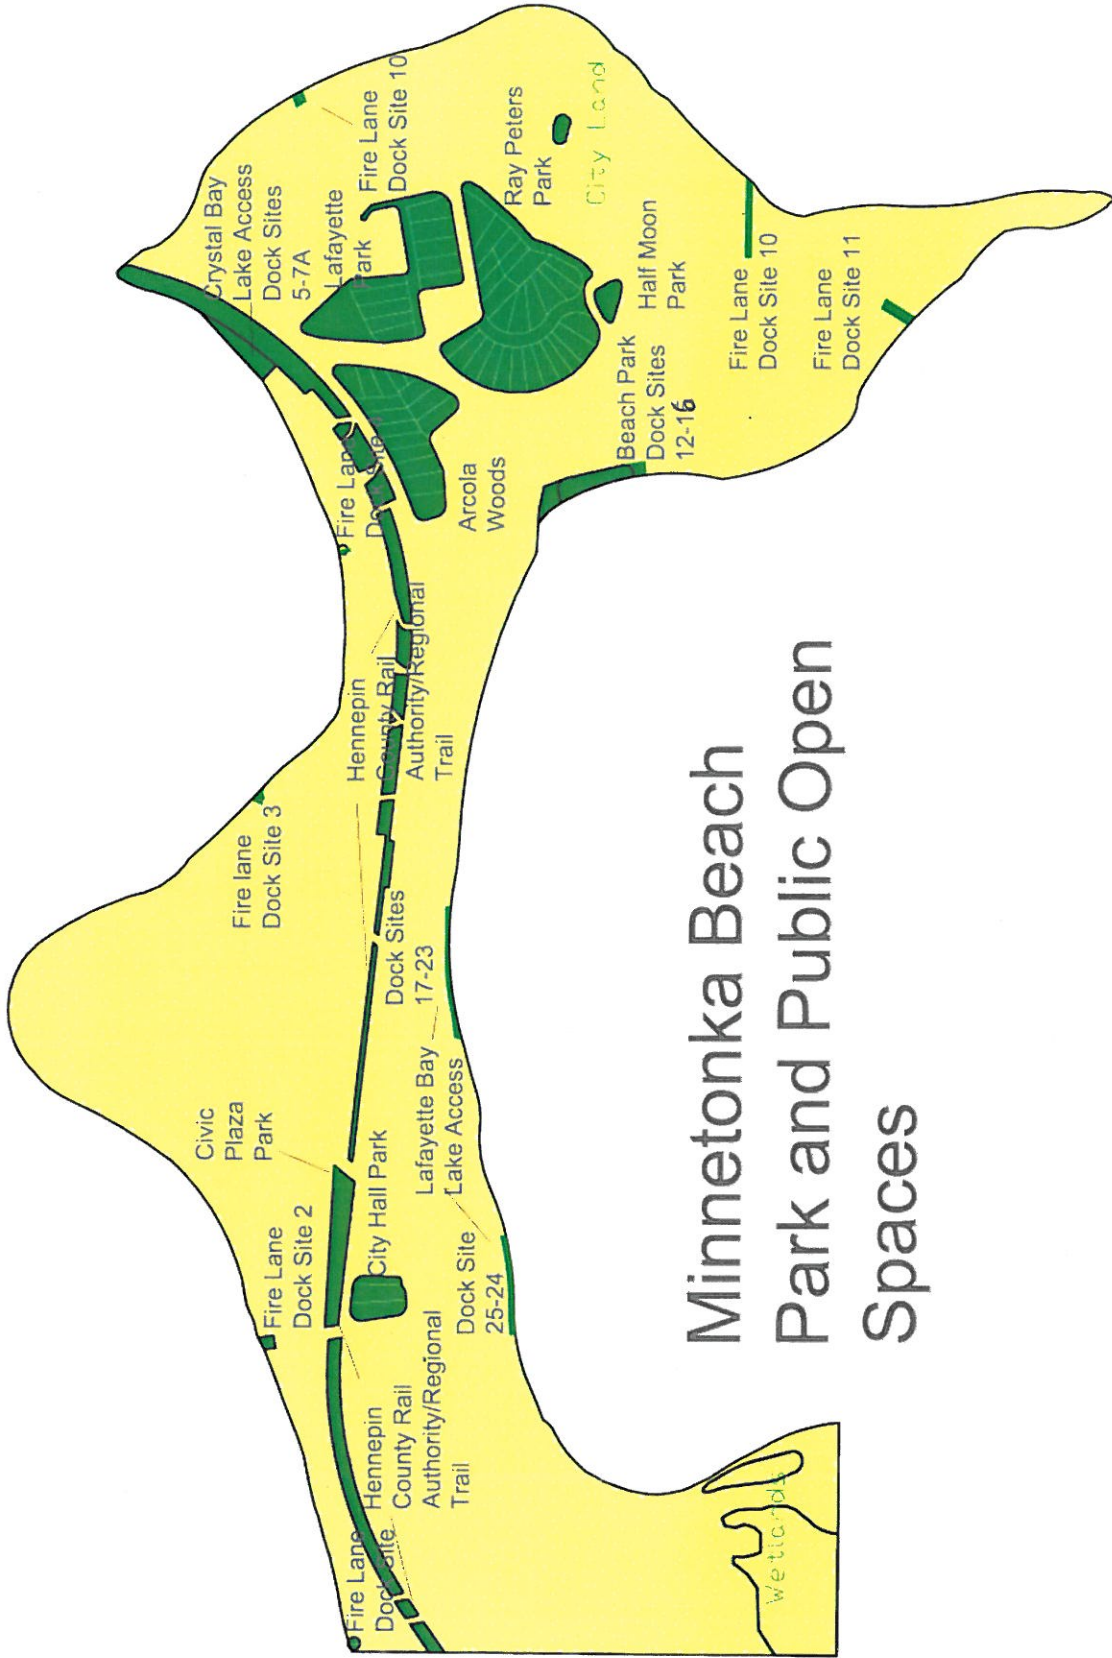 Minnetonka Beach
Park and Public Open
Spaces
Fire Lane
Dock Site
Hennepin
County Rail
Authority/Regional
Trail
Wetlands
Fire Lane
Dock Site 2
Civic
Plaza
Park
City Hall Park
Dock Site
25-24
Lafayette Bay
Lake Access
Dock Sites
17-23
Fire lane
Dock Site 3
Hennepin
County Rail
Authority/Regional
Trail
Fire Lane
Dock Site
Arcola
Woods
Beach Park
Dock Sites
12-16
Crystal Bay
Lake Access
Dock Sites
5-7A
Lafayette
Park
Fire Lane
Dock Site 10
Ray Peters
Park
City Land
Half Moon
Park
Fire Lane
Dock Site 10
Fire Lane
Dock Site 11